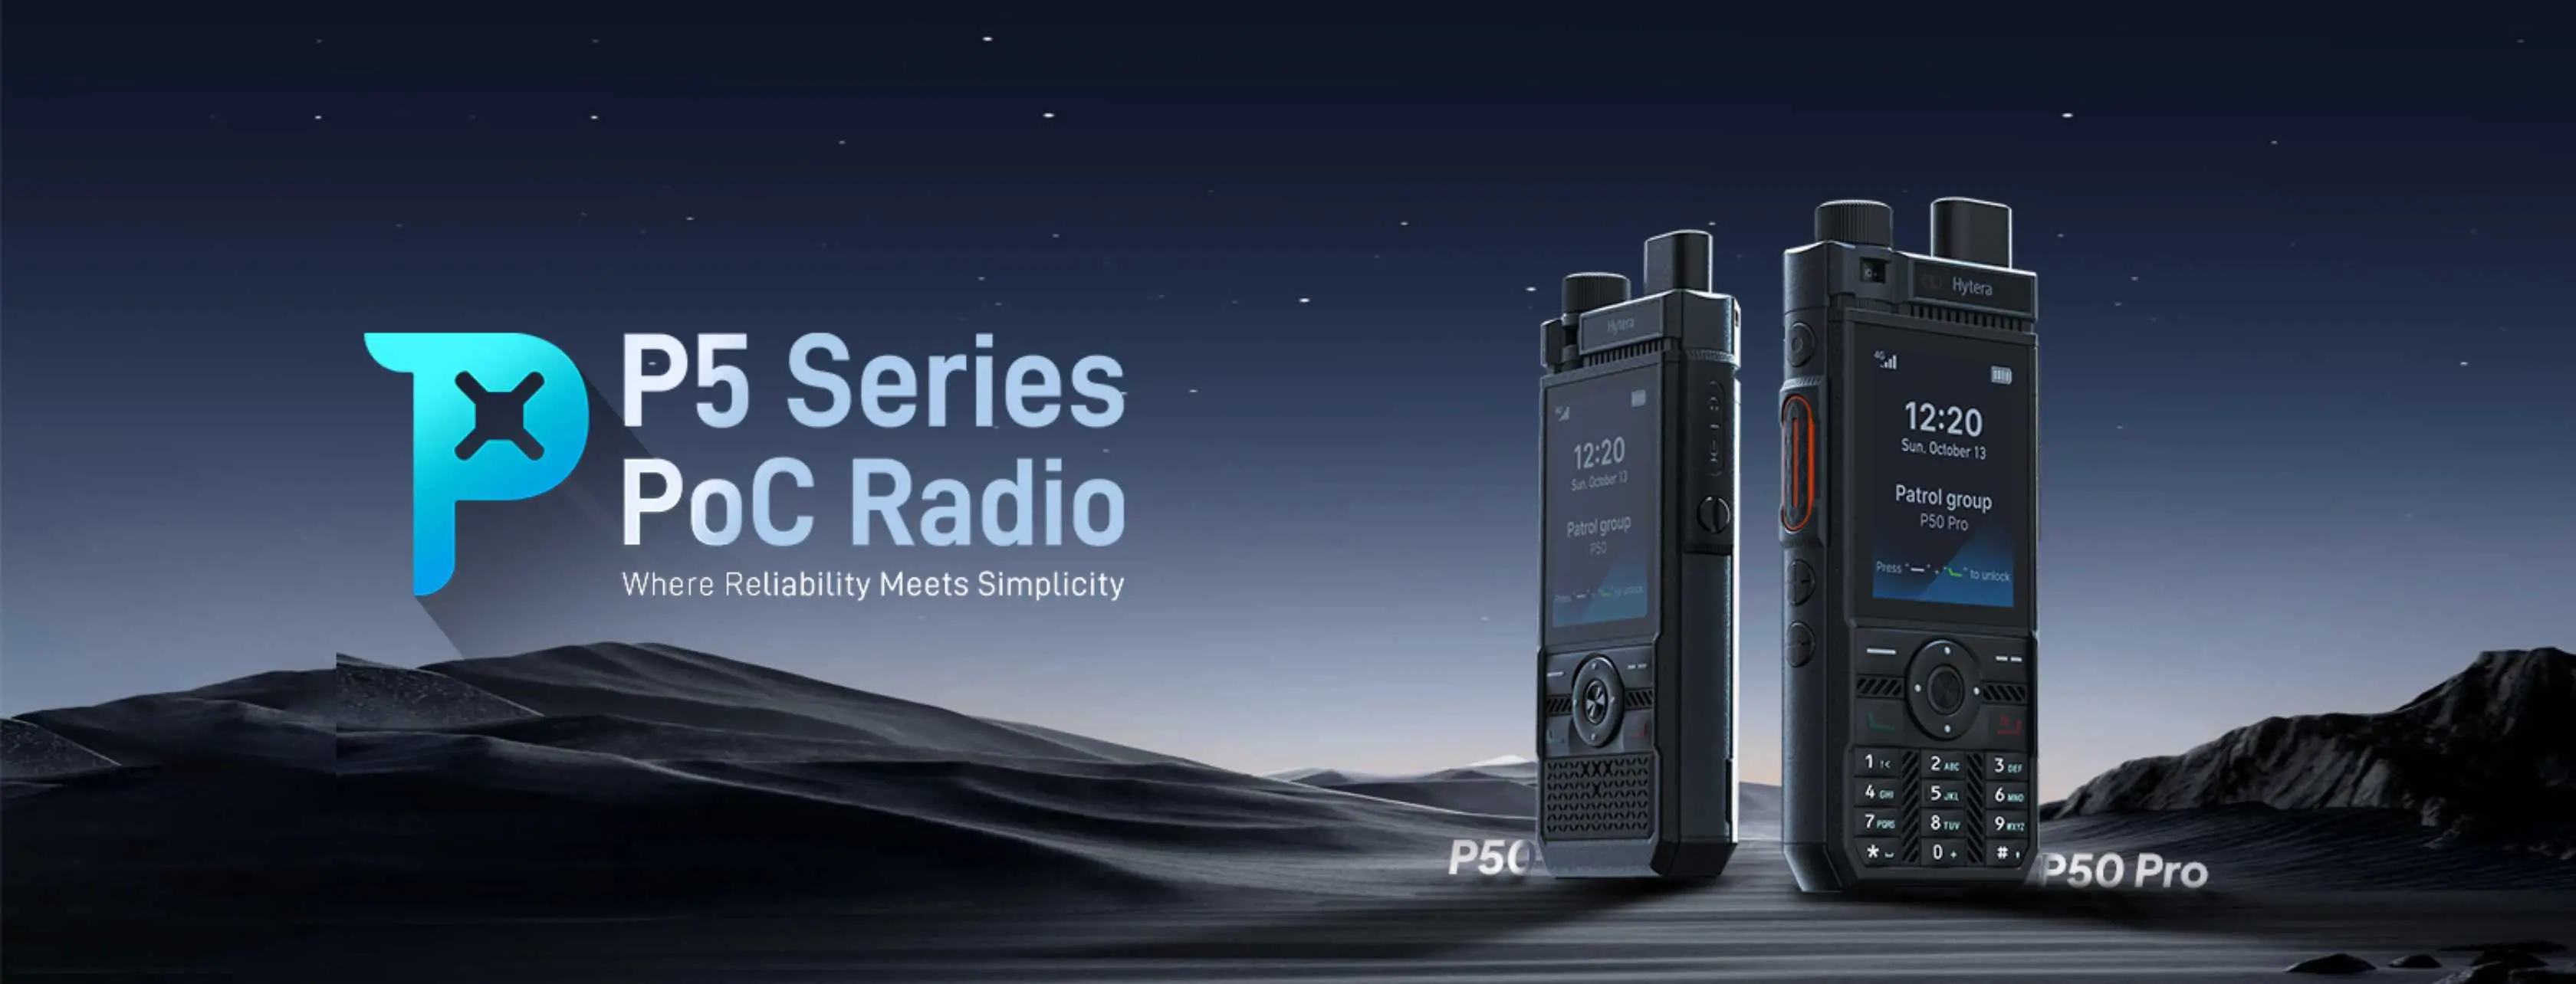 P5 Series
PoC Radio
Where Reliability Meets Simplicity
Hytera
12:20
Sun, October 13
Patrol group
P50
P50
Hytera
4G
12:20
Sun, October 13
Patrol group
P50 Pro
Press "—" + "" to unlock
1
2 ABC
3 DEF
4 GHI
5 JKL
6 MNO
7 PQRS
8 TUV
9 WXYZ
*
0 +
#
P50 Pro